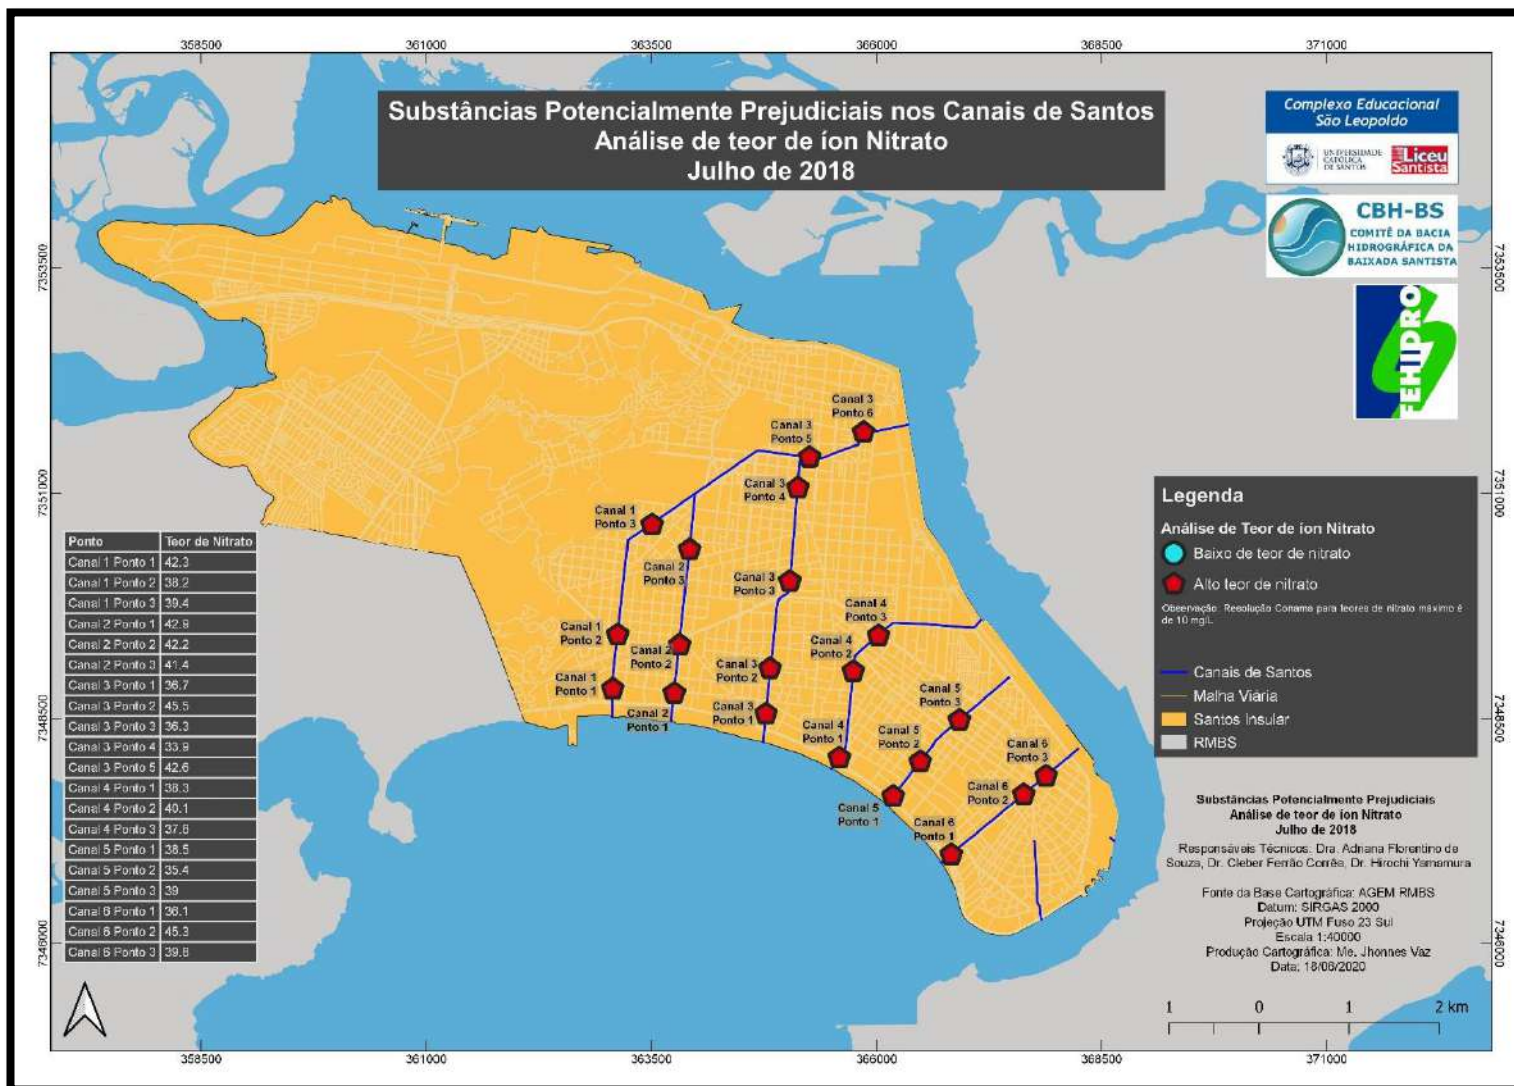 358500 361000 363500 366000 368500 371000
Substâncias Potencialmente Prejudiciais nos Canais de Santos
Análise de teor de íon Nitrato
Julho de 2018
Complexo Educacional
São Leopoldo
UNIVERSIDADE
CATÓLICA
DE SANTOS
Liceu
Santista
CBH-BS
COMITÊ DA BACIA
HIDROGRÁFICA DA
BAIXADA SANTISTA
FEHIDRO
7353500
7353500
7351000
7351000
7348500
7348500
7346000
7346000
Canal 3
Ponto 6
Canal 3
Ponto 5
Canal 3
Ponto 4
Canal 1
Ponto 3
Canal 2
Ponto 3
Canal 3
Ponto 3
Canal 4
Ponto 3
Canal 1
Ponto 2
Canal 2
Ponto 2
Canal 4
Ponto 2
Canal 3
Ponto 2
Canal 1
Ponto 1
Canal 2
Ponto 1
Canal 3
Ponto 1
Canal 4
Ponto 1
Canal 5
Ponto 3
Canal 5
Ponto 2
Canal 6
Ponto 3
Canal 6
Ponto 2
Canal 5
Ponto 1
Canal 6
Ponto 1
Ponto Teor de Nitrato
Canal 1 Ponto 1 42.3
Canal 1 Ponto 2 38.2
Canal 1 Ponto 3 39.4
Canal 2 Ponto 1 42.9
Canal 2 Ponto 2 42.2
Canal 2 Ponto 3 41.4
Canal 3 Ponto 1 36.7
Canal 3 Ponto 2 45.5
Canal 3 Ponto 3 36.3
Canal 3 Ponto 4 33.9
Canal 3 Ponto 5 42.6
Canal 4 Ponto 1 38.3
Canal 4 Ponto 2 40.1
Canal 4 Ponto 3
Canal 5 Ponto 1 38.5
Canal 5 Ponto 2 35.4
Canal 5 Ponto 3 39
Canal 6 Ponto 1 36.1
Canal 6 Ponto 2 45.3
Canal 6 Ponto 3
Legenda
Análise de Teor de íon Nitrato
Baixo de teor de nitrato
Alto teor de nitrato
Observação: Resolução Conama para teores de nitrato máximo é
de 10 mg/L
Canais de Santos
Malha Viária
Santos Insular
RMBS
Substâncias Potencialmente Prejudiciais
Análise de teor de íon Nitrato
Julho de 2018
Responsáveis Técnicos: Dra. Adriana Florentino de
Souza, Dr. Cleber Ferrão Corrêa, Dr. Hirochi Yamamura
Fonte da Base Cartográfica: AGEM RMBS
Datum: SIRGAS 2000
Projeção UTM Fuso 23 Sul
Escala 1:40000
Produção Cartográfica: Me. Jhonnes Vaz
Data: 18/06/2020
1 0 1 2 km
358500 361000 363500 366000 368500 371000